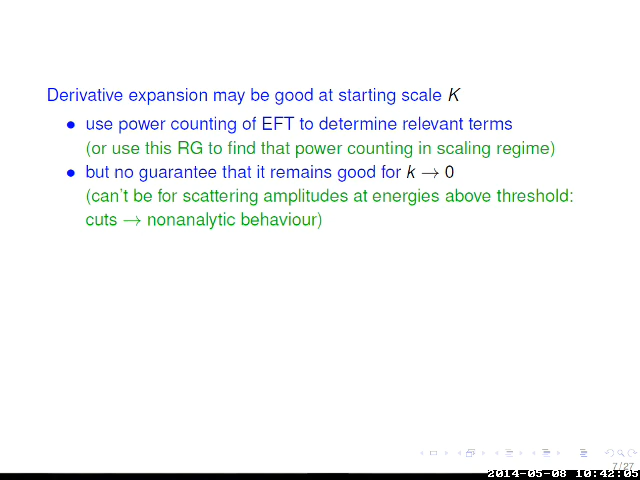 Derivative expansion may be good at starting scale K
• use power counting of EFT to determine relevant terms
(or use this RG to find that power counting in scaling regime)
• but no guarantee that it remains good for k → 0
(can't be for scattering amplitudes at energies above threshold:
cuts → nonanalytic behaviour)
7/27
2014-05-08 10:42:05